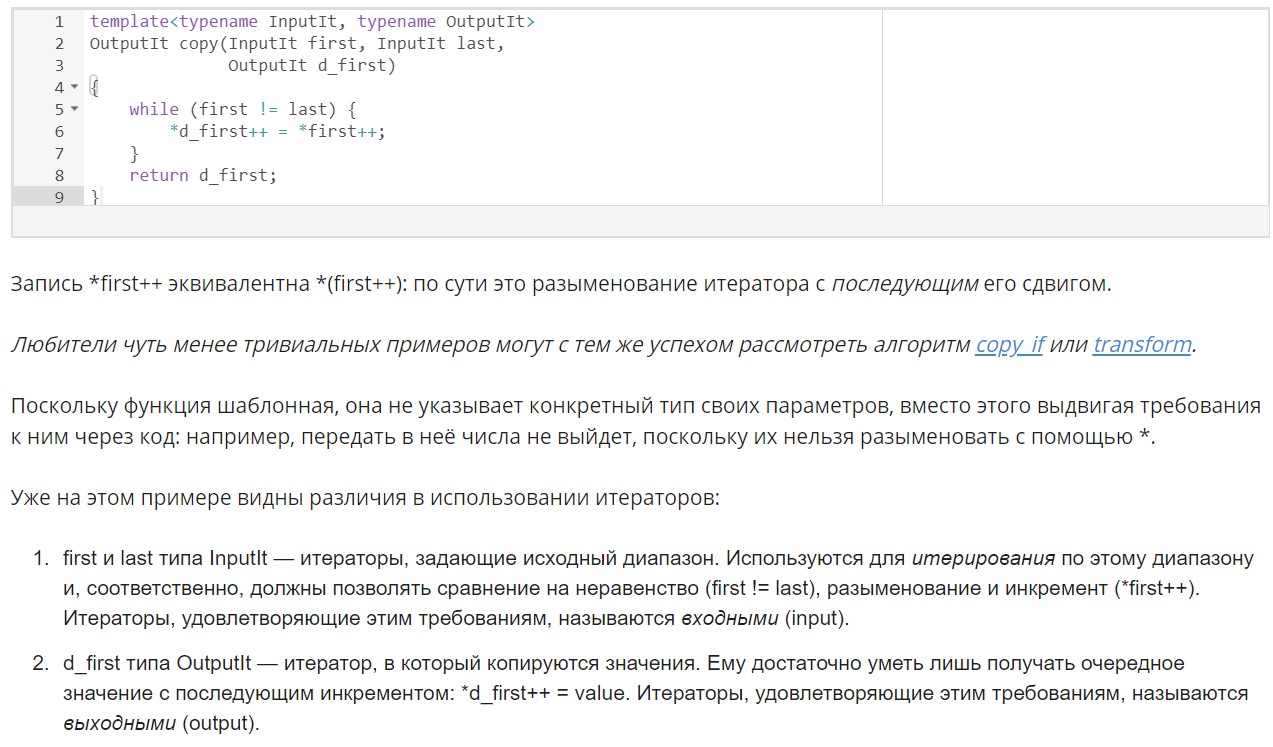 1 template<typename InputIt, typename OutputIt>
2 OutputIt copy(InputIt first, InputIt last,
3               OutputIt d_first)
4 {
5     while (first != last) {
6         *d_first++ = *first++;
7     }
8     return d_first;
9 }
Запись *first++ эквивалентна *(first++): по сути это разыменование итератора с последующим его сдвигом.
Любители чуть менее тривиальных примеров могут с тем же успехом рассмотреть алгоритм copy_if или transform.
Поскольку функция шаблонная, она не указывает конкретный тип своих параметров, вместо этого выдвигая требования
к ним через код: например, передать в неё числа не выйдет, поскольку их нельзя разыменовать с помощью *.
Уже на этом примере видны различия в использовании итераторов:
1. first и last типа InputIt — итераторы, задающие исходный диапазон. Используются для итерирования по этому диапазону
и, соответственно, должны позволять сравнение на неравенство (first != last), разыменование и инкремент (*first++).
Итераторы, удовлетворяющие этим требованиям, называются входными (input).
2. d_first типа OutputIt — итератор, в который копируются значения. Ему достаточно уметь лишь получать очередное
значение с последующим инкрементом: *d_first++ = value. Итераторы, удовлетворяющие этим требованиям, называются
выходными (output).